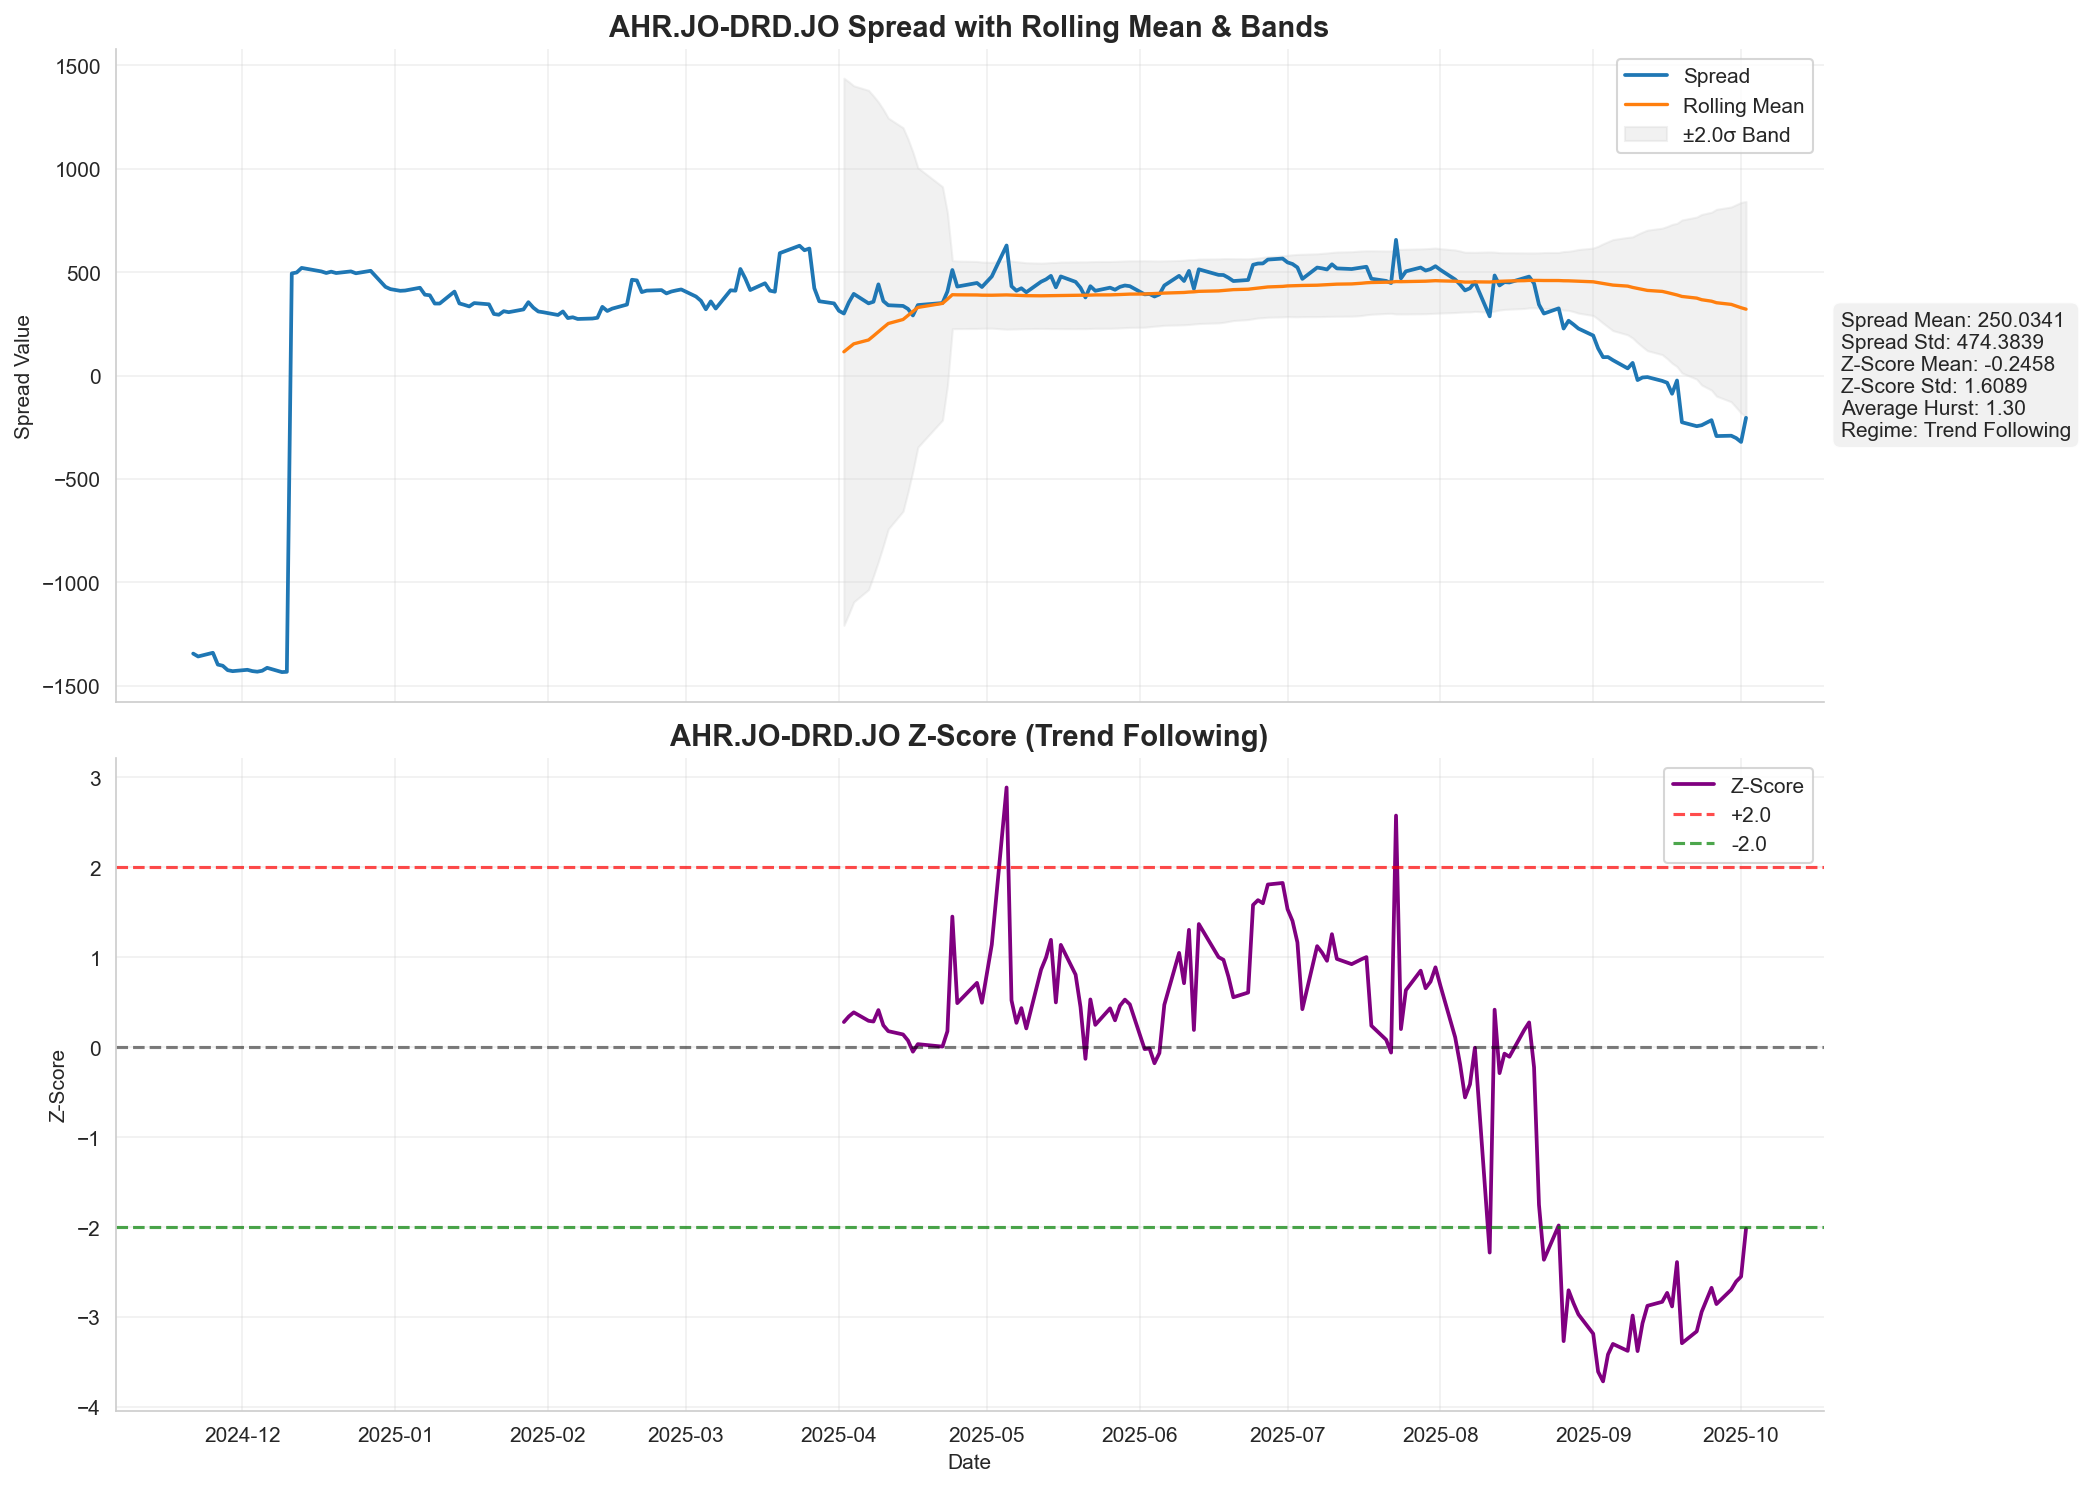 AHR.JO-DRD.JO Spread with Rolling Mean & Bands
1500
1000
500
0
−500
−1000
−1500
Spread Value
Spread
Rolling Mean
±2.0σ Band
Spread Mean: 250.0341
Spread Std: 474.3839
Z-Score Mean: -0.2458
Z-Score Std: 1.6089
Average Hurst: 1.30
Regime: Trend Following
AHR.JO-DRD.JO Z-Score (Trend Following)
3
2
1
0
−1
−2
−3
−4
Z-Score
Z-Score
+2.0
-2.0
2024-12
2025-01
2025-02
2025-03
2025-04
2025-05
2025-06
2025-07
2025-08
2025-09
2025-10
Date